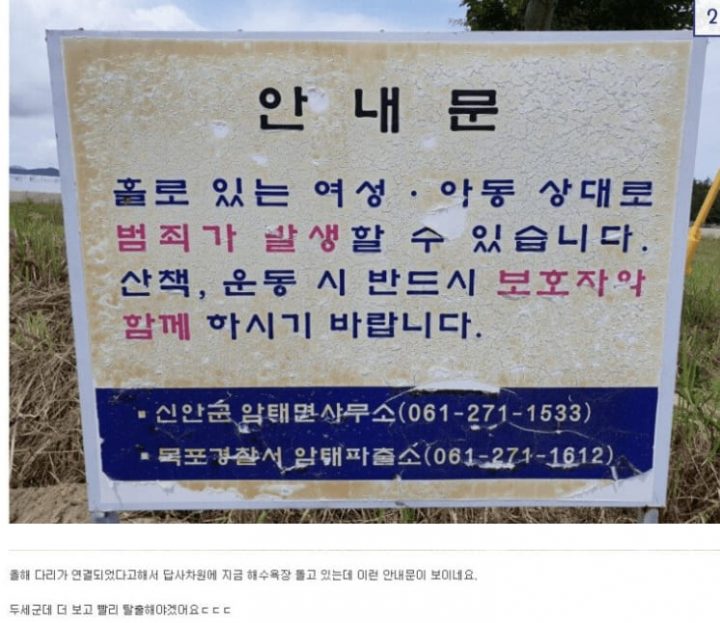 2
안 내 문
홀로 있는 여성 · 아동 상대로
범죄가 발생할 수 있습니다.
산책, 운동 시 반드시 보호자와
함께 하시기 바랍니다.
▪ 신안군 암태면사무소(061-271-1533)
▪ 목포경찰서 암태파출소(061-271-1612)
올해 다리가 연결되었다고해서 답사차원에 지금 해수욕장 돌고 있는데 이런 안내문이 보이네요.
두세군데 더 보고 빨리 탈출해야겠어요ㄷㄷㄷ